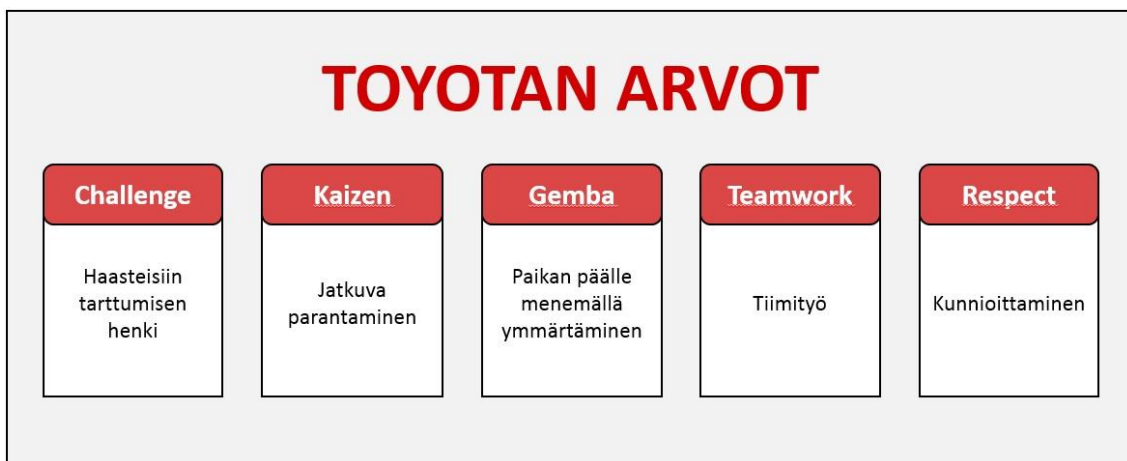 TOYOTAN ARVOT
Challenge
Haasteisiin
tarttumisen
henki
Kaizen
Jatkuva
parantaminen
Gemba
Paikan päälle
menemällä
ymmärtäminen
Teamwork
Tiimityö
Respect
Kunnioittaminen